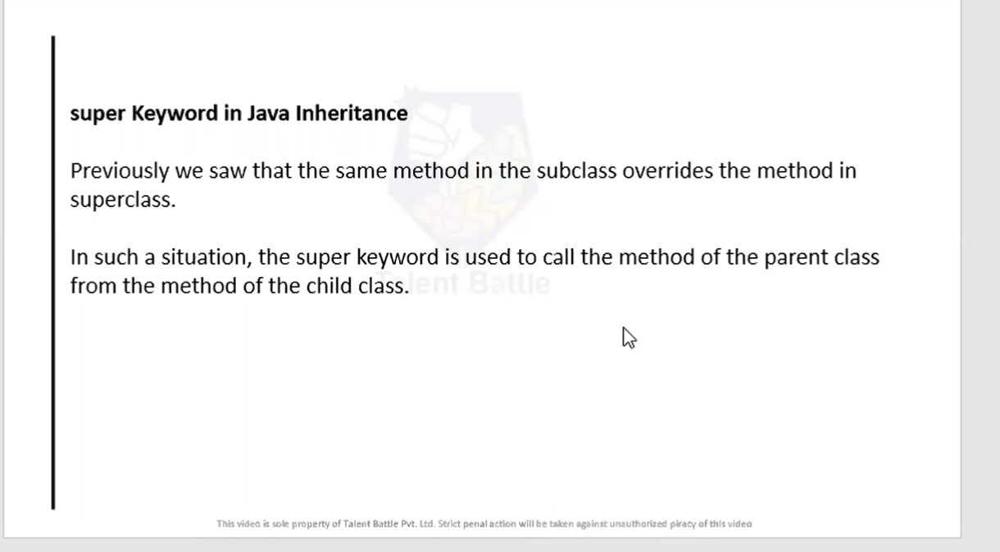 super Keyword in Java Inheritance
Previously we saw that the same method in the subclass overrides the method in
superclass.
In such a situation, the super keyword is used to call the method of the parent class
from the method of the child class.
Talent Battle
This video is sole property of Talent Battle Pvt. Ltd. Strict penal action will be taken against unauthorized piracy of this video